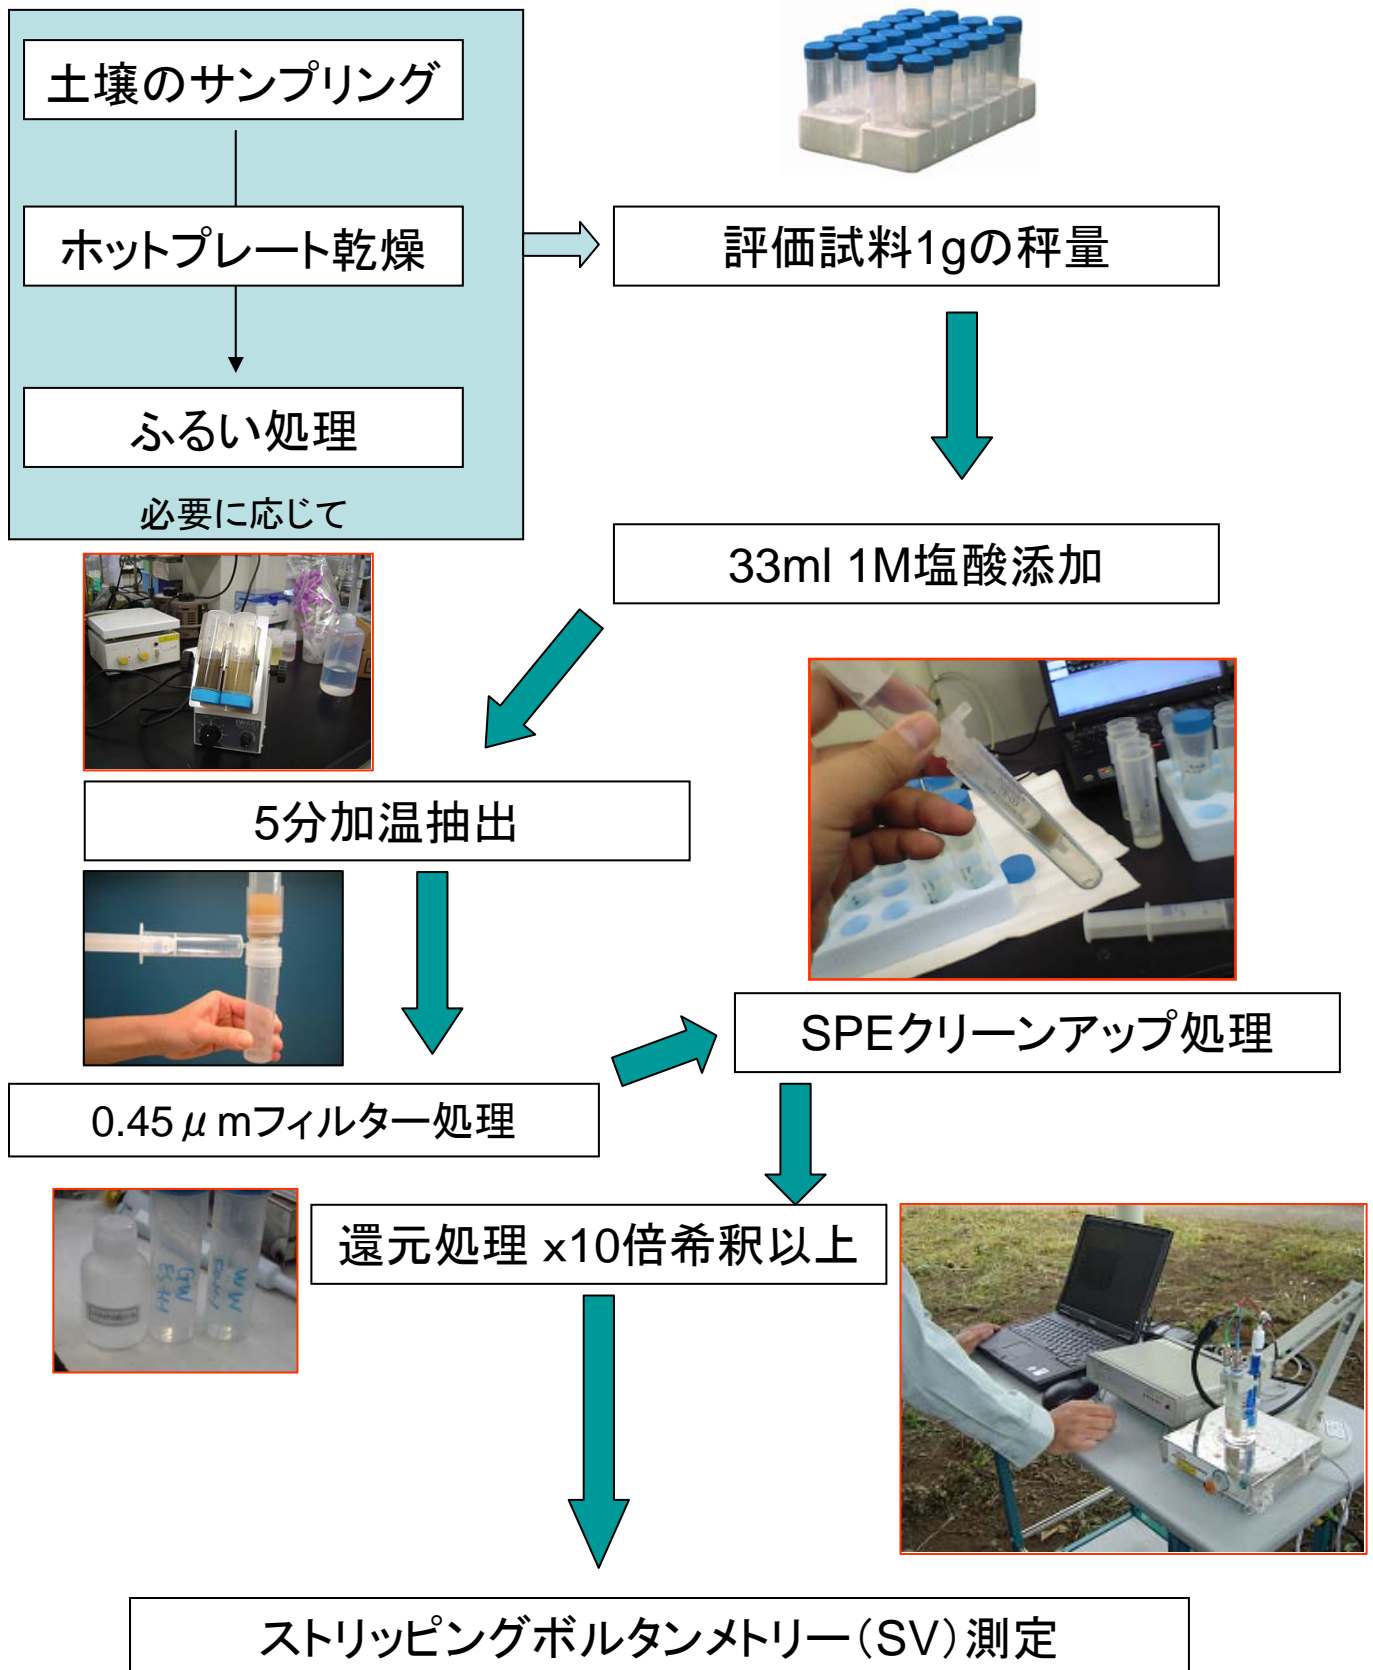 土壌のサンプリング
ホットプレート乾燥
ふるい処理
必要に応じて
評価試料1gの秤量
33ml 1M塩酸添加
5分加温抽出
0.45μmフィルター処理
SPEクリーンアップ処理
還元処理 x10倍希釈以上
ストリッピングボルタンメトリー（SV）測定